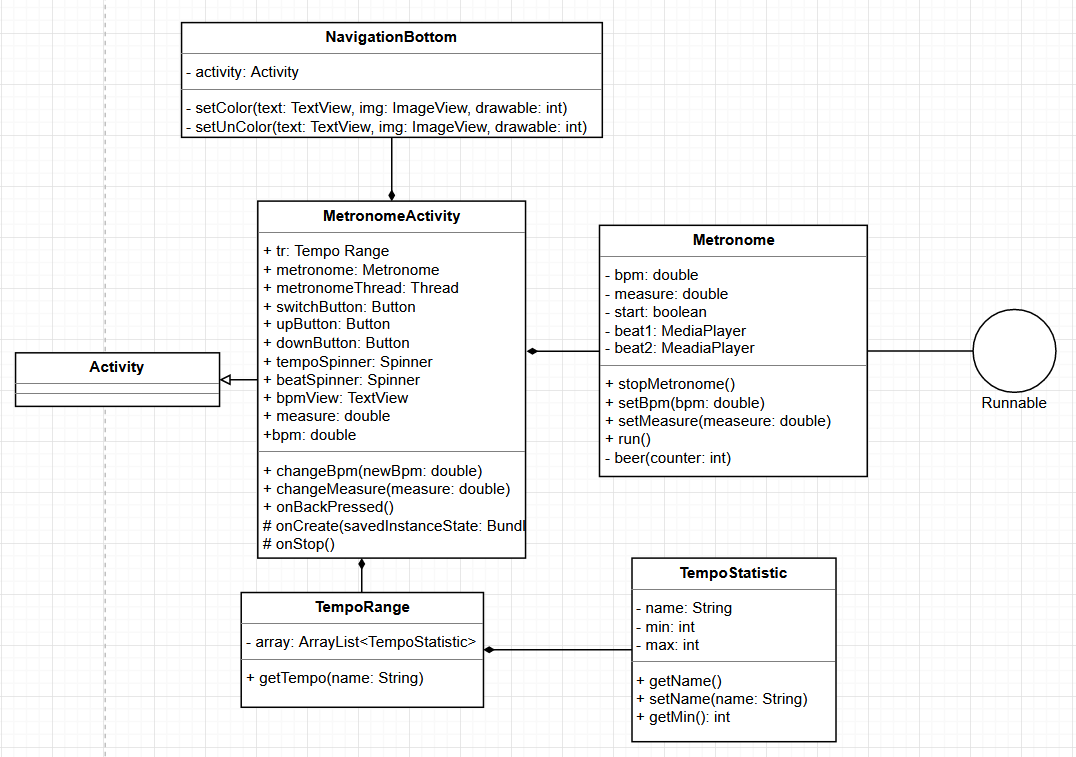 NavigationBottom
- activity: Activity
- setColor(text: TextView, img: ImageView, drawable: int)
- setUnColor(text: TextView, img: ImageView, drawable: int)
MetronomeActivity
+ tr: Tempo Range
+ metronome: Metronome
+ metronomeThread: Thread
+ switchButton: Button
+ upButton: Button
+ downButton: Button
+ tempoSpinner: Spinner
+ beatSpinner: Spinner
+ bpmView: TextView
+ measure: double
+bpm: double
+ changeBpm(newBpm: double)
+ changeMeasure(measure: double)
+ onBackPressed()
# onCreate(savedInstanceState: Bundl
# onStop()
Metronome
- bpm: double
- measure: double
- start: boolean
- beat1: MediaPlayer
- beat2: MeadiaPlayer
+ stopMetronome()
+ setBpm(bpm: double)
+ setMeasure(measeure: double)
+ run()
- beer(counter: int)
Runnable
Activity
TempoRange
- array: ArrayList<TempoStatistic>
+ getTempo(name: String)
TempoStatistic
- name: String
- min: int
- max: int
+ getName()
+ setName(name: String)
+ getMin(): int